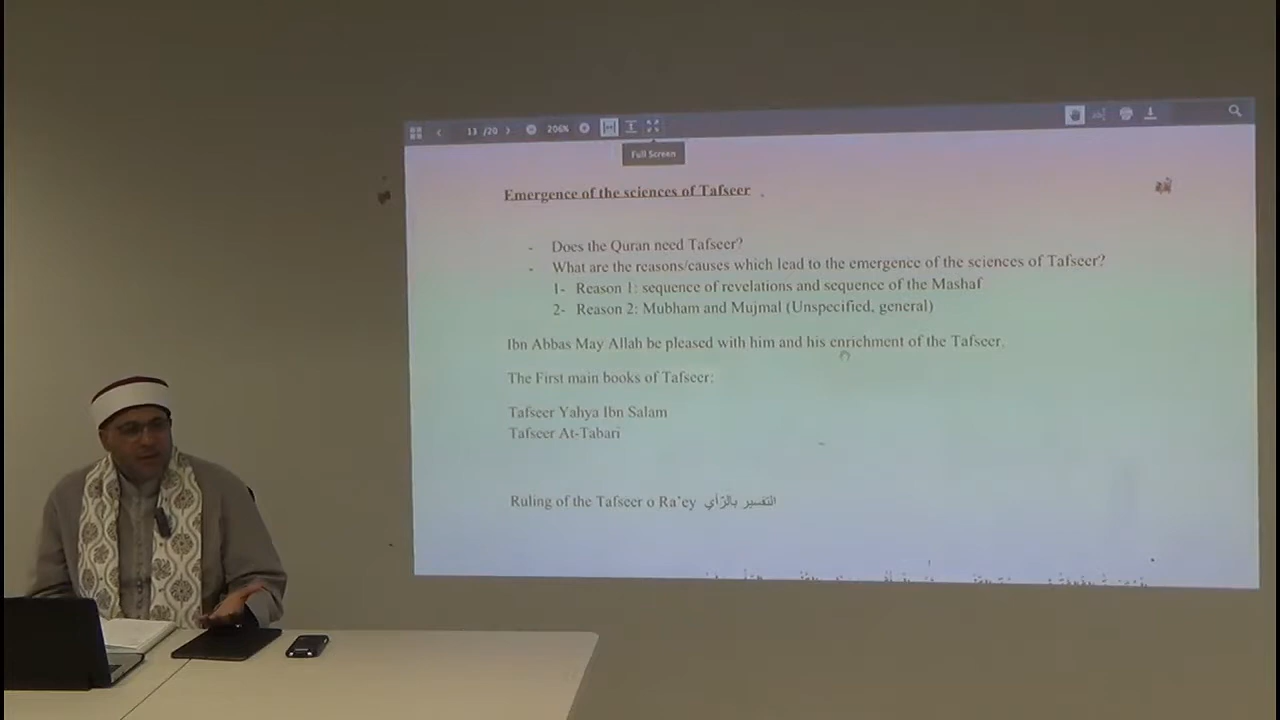 13 /20
206%
Full Screen
Emergence of the sciences of Tafseer
- Does the Quran need Tafseer?
- What are the reasons/causes which lead to the emergence of the sciences of Tafseer?
1- Reason 1: sequence of revelations and sequence of the Mashaf
2- Reason 2: Mubham and Mujmal (Unspecified, general)
Ibn Abbas May Allah be pleased with him and his enrichment of the Tafseer.
The First main books of Tafseer:
Tafseer Yahya Ibn Salam
Tafseer At-Tabari
Ruling of the Tafseer o Ra'ey التفسير بالرّأي